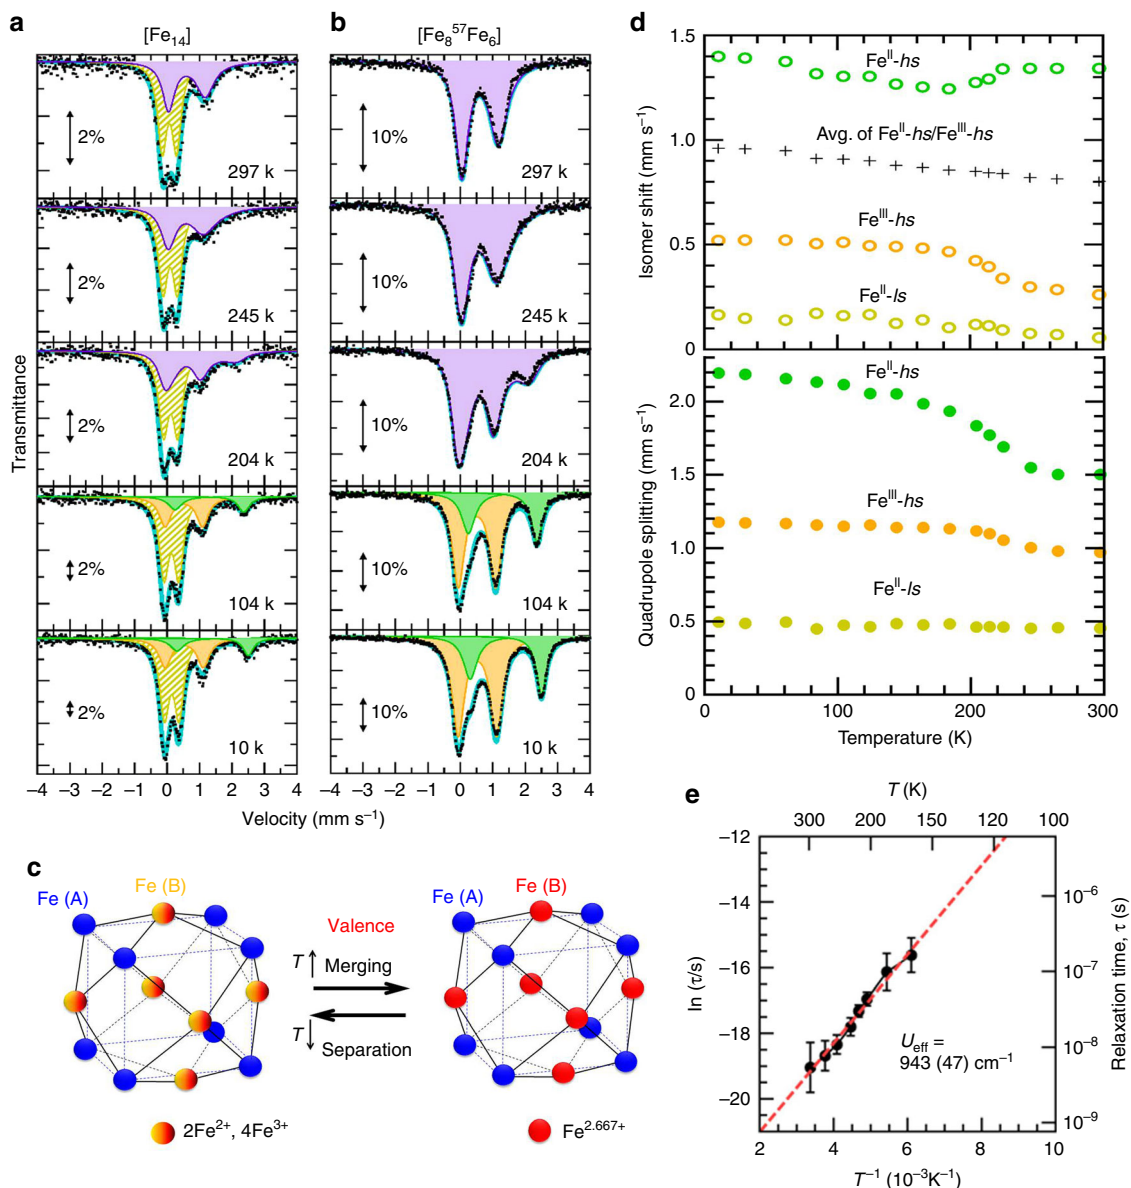 a
[Fe14]
2%
297 k
2%
245 k
2%
204 k
2%
104 k
2%
10 k
−4 −3 −2 −1 0 1 2 3 4
Transmittance
b
[Fe8 57Fe6]
10%
297 k
10%
245 k
10%
204 k
10%
104 k
10%
10 k
−4 −3 −2 −1 0 1 2 3 4
Velocity (mm s−1)
c
Fe (A)
Fe (B)
Valence
T↑ Merging
T↓ Separation
Fe (A)
Fe (B)
2Fe2+, 4Fe3+
Fe2.667+
d
1.5
1.0
0.5
0
Isomer shift (mm s−1)
FeII-hs
Avg. of FeII-hs/FeIII-hs
FeIII-hs
FeII-ls
2.0
1.5
1.0
0.5
0
Quadrupole splitting (mm s−1)
FeII-hs
FeIII-hs
FeII-ls
0 100 200 300
Temperature (K)
e
T (K)
300 200 150 120 100
−12
−14
−16
−18
−20
ln (τ/s)
10−6
10−7
10−8
10−9
Relaxation time, τ (s)
Ueff =
943 (47) cm−1
2 4 6 8 10
T−1 (10−3K−1)